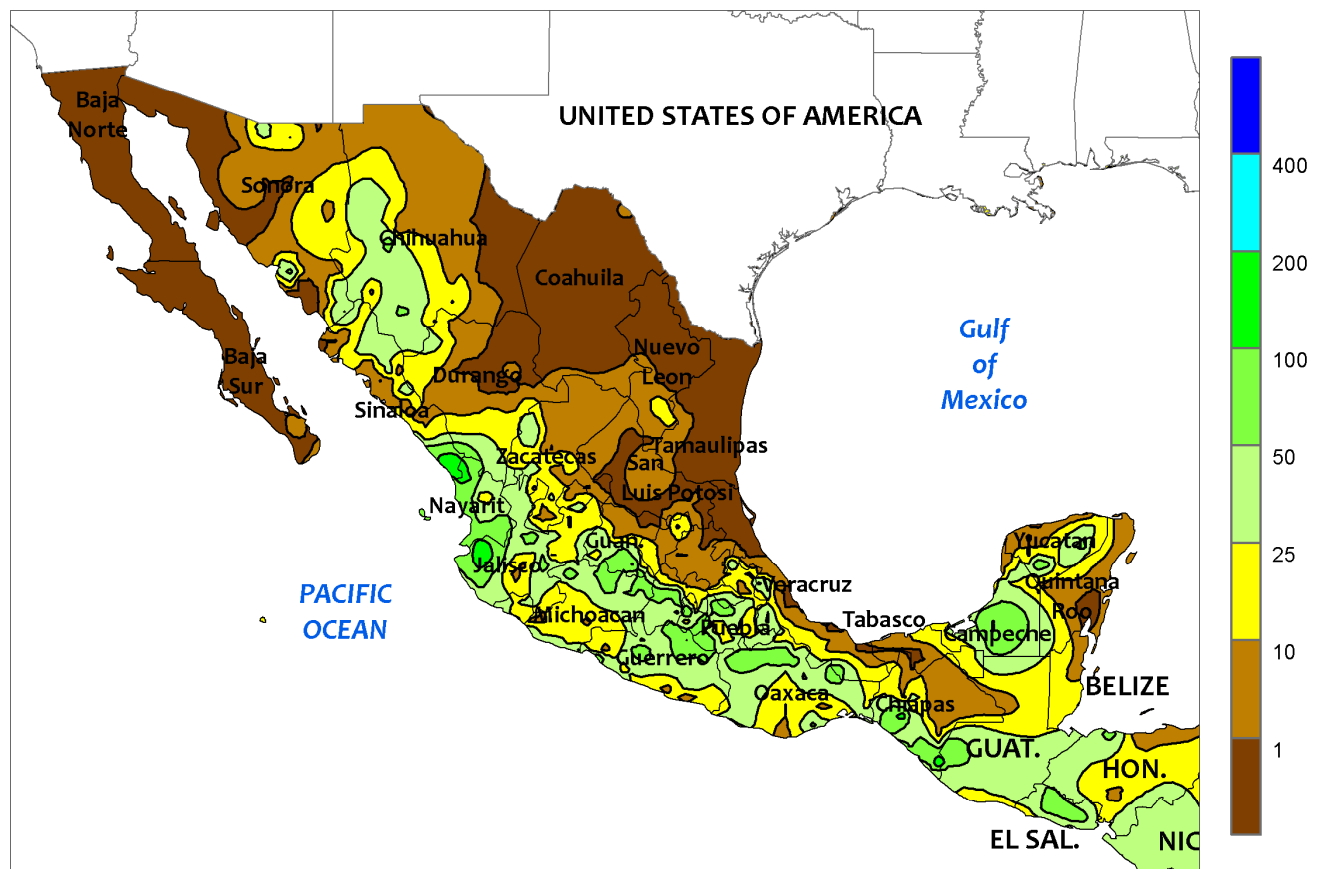 Baja
Norte
UNITED STATES OF AMERICA
400
Sonora
Chihuahua
200
Coahuila
Gulf
of
Mexico
Nuevo
Leon
100
Baja
Sur
Durango
Sinaloa
Tamaulipas
Zacatecas
San
Luis Potosi
50
Nayarit
Guan.
Yucatan
25
Jalisco
Veracruz
Quintana
Roo
PACIFIC
OCEAN
Michoacan
Puebla
Tabasco
Campeche
Guerrero
10
Oaxaca
Chiapas
BELIZE
1
GUAT.
HON.
EL SAL.
NIC